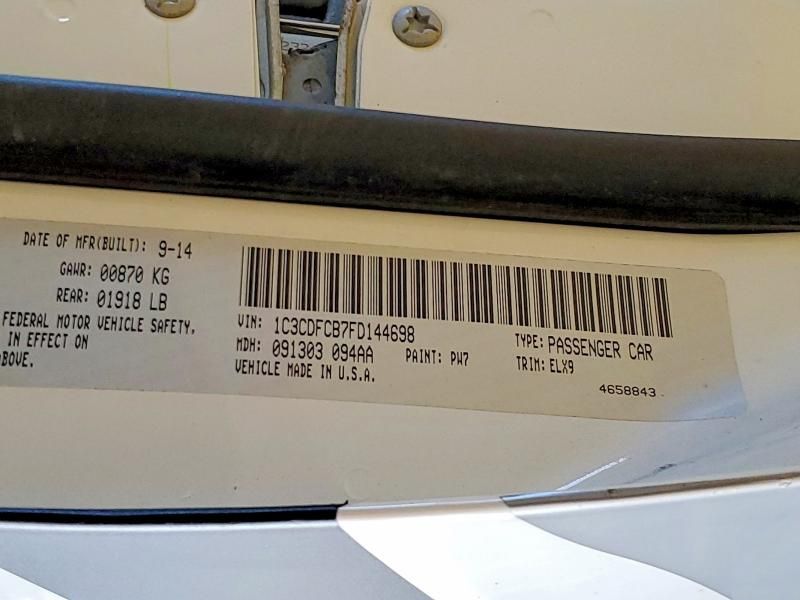 DATE OF MFR(BUILT): 9-14
GAWR: 00870 KG
REAR: 01918 LB
FEDERAL MOTOR VEHICLE SAFETY,
IN EFFECT ON
VIN: 1C3CDFCB7FD144698
MDH: 091303 094AA PAINT: PW7
VEHICLE MADE IN U.S.A.
TYPE: PASSENGER CAR
TRIM: ELX9
4658843